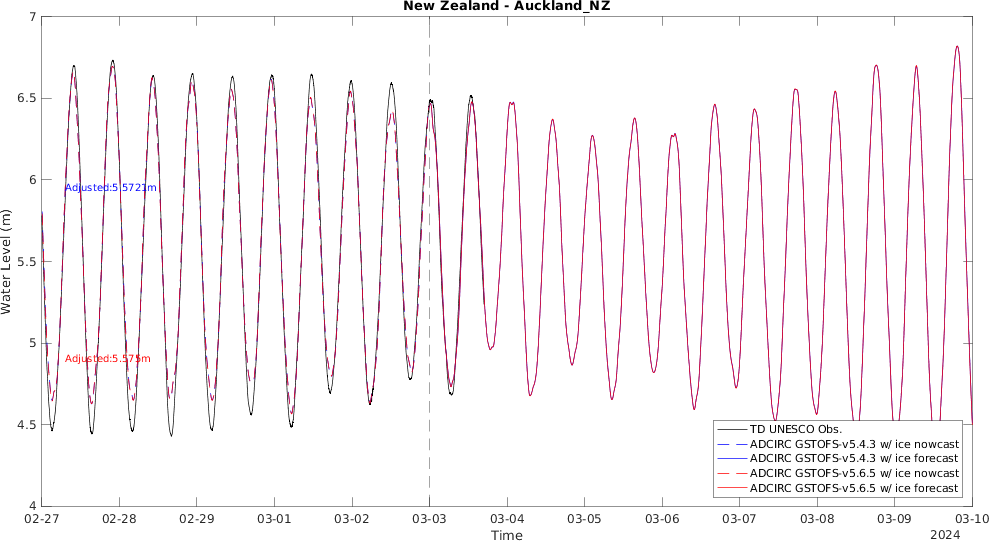 New Zealand - Auckland_NZ
7
6.5
6
5.5
5
4.5
4
Water Level (m)
Adjusted:5.5721m
Adjusted:5.575m
TD UNESCO Obs.
ADCIRC GSTOFS-v5.4.3 w/ ice nowcast
ADCIRC GSTOFS-v5.4.3 w/ ice forecast
ADCIRC GSTOFS-v5.6.5 w/ ice nowcast
ADCIRC GSTOFS-v5.6.5 w/ ice forecast
02-27 02-28 02-29 03-01 03-02 03-03 03-04 03-05 03-06 03-07 03-08 03-09 03-10
Time
2024